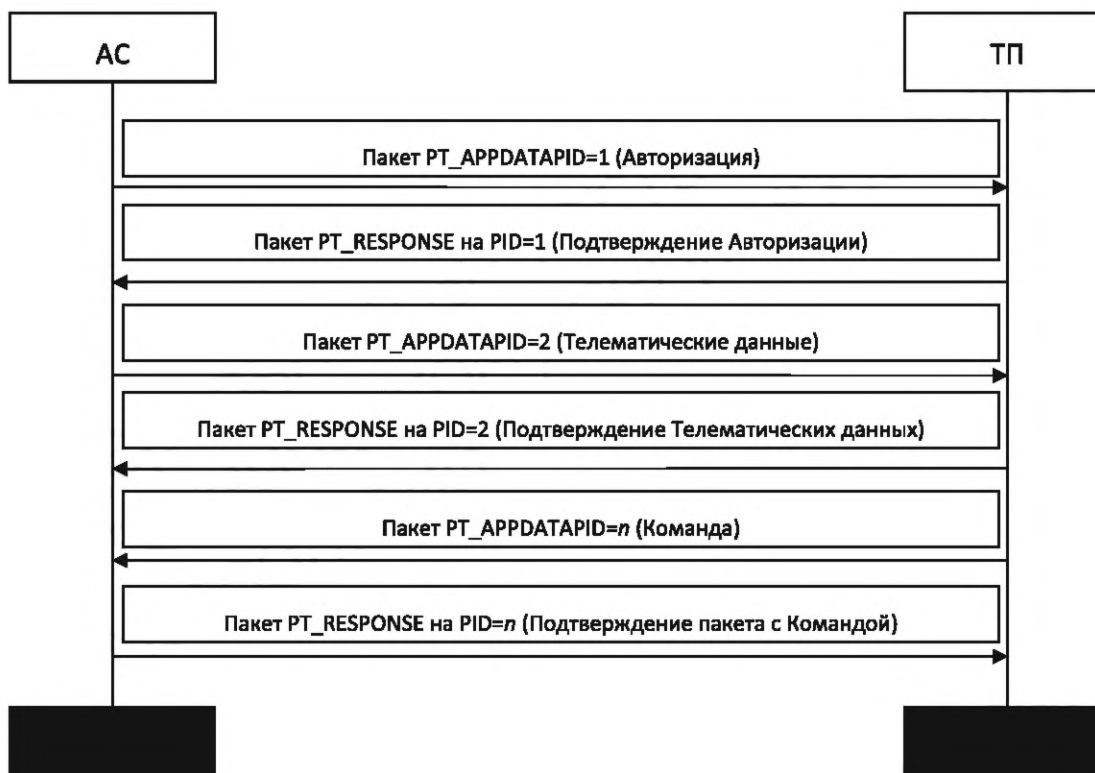 АС
ТП
Пакет PT_APPDATAPID=1 (Авторизация)
Пакет PT_RESPONSE на PID=1 (Подтверждение Авторизации)
Пакет PT_APPDATAPID=2 (Телематические данные)
Пакет PT_RESPONSE на PID=2 (Подтверждение Телематических данных)
Пакет PT_APPDATAPID=n (Команда)
Пакет PT_RESPONSE на PID=n (Подтверждение пакета с Командой)